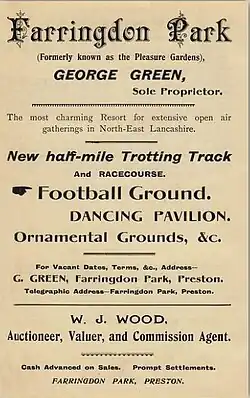 Farringdon Park
(Formerly known as the Pleasure Gardens),
GEORGE GREEN,
Sole Proprietor.
The most charming Resort for extensive open air
gatherings in North-East Lancashire.
New half-mile Trotting Track
And RACECOURSE.
Football Ground.
DANCING PAVILION.
Ornamental Grounds, &c.
For Vacant Dates, Terms, &c., Address—
G. GREEN, Farringdon Park, Preston.
Telegraphic Address—Farringdon Park, Preston.
W. J. WOOD,
Auctioneer, Valuer, and Commission Agent.
Cash Advanced on Sales. Prompt Settlements.
FARINGDON PARK, PRESTON.